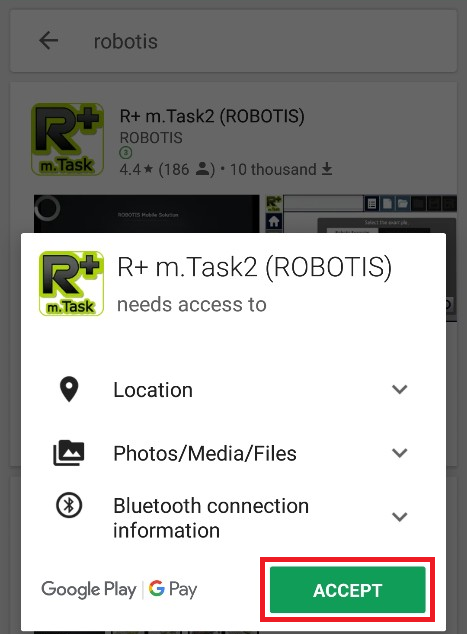 robotis
R+
m.Task
R+ m.Task2 (ROBOTIS)
ROBOTIS
3
4.4★ (186) • 10 thousand
ROBOTIS Mobile Solution
R+ m.Task2 (ROBOTIS)
needs access to
R+
m.Task
Location
Photos/Media/Files
Bluetooth connection
information
Google Play | G Pay
ACCEPT